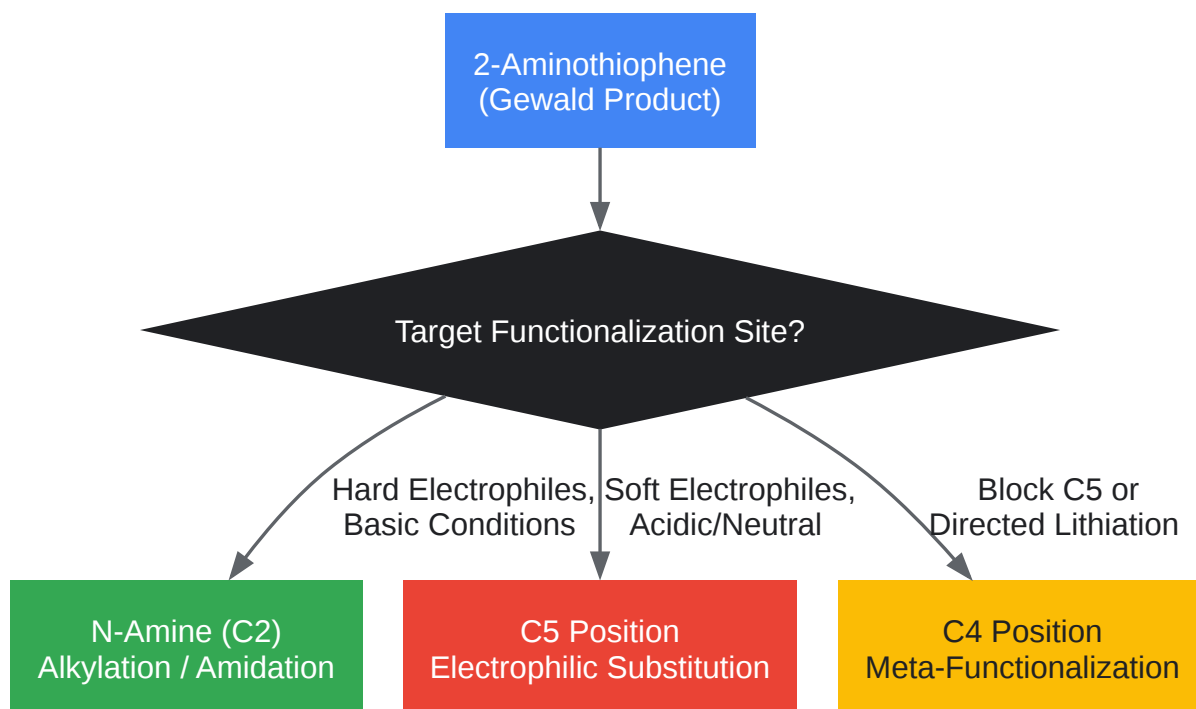 2-Aminothiophene
(Gewald Product)
Target Functionalization Site?
Hard Electrophiles,
Basic Conditions
Soft Electrophiles,
Acidic/Neutral
Block C5 or
Directed Lithiation
N-Amine (C2)
Alkylation / Amidation
C5 Position
Electrophilic Substitution
C4 Position
Meta-Functionalization